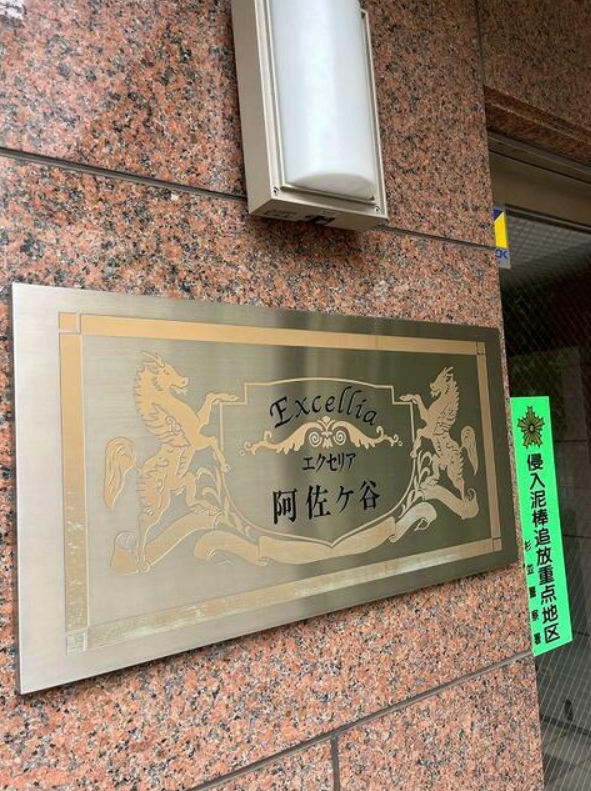 Excellia
エクセリア
阿佐ケ谷
侵入泥棒追放重点地区
杉並警察署